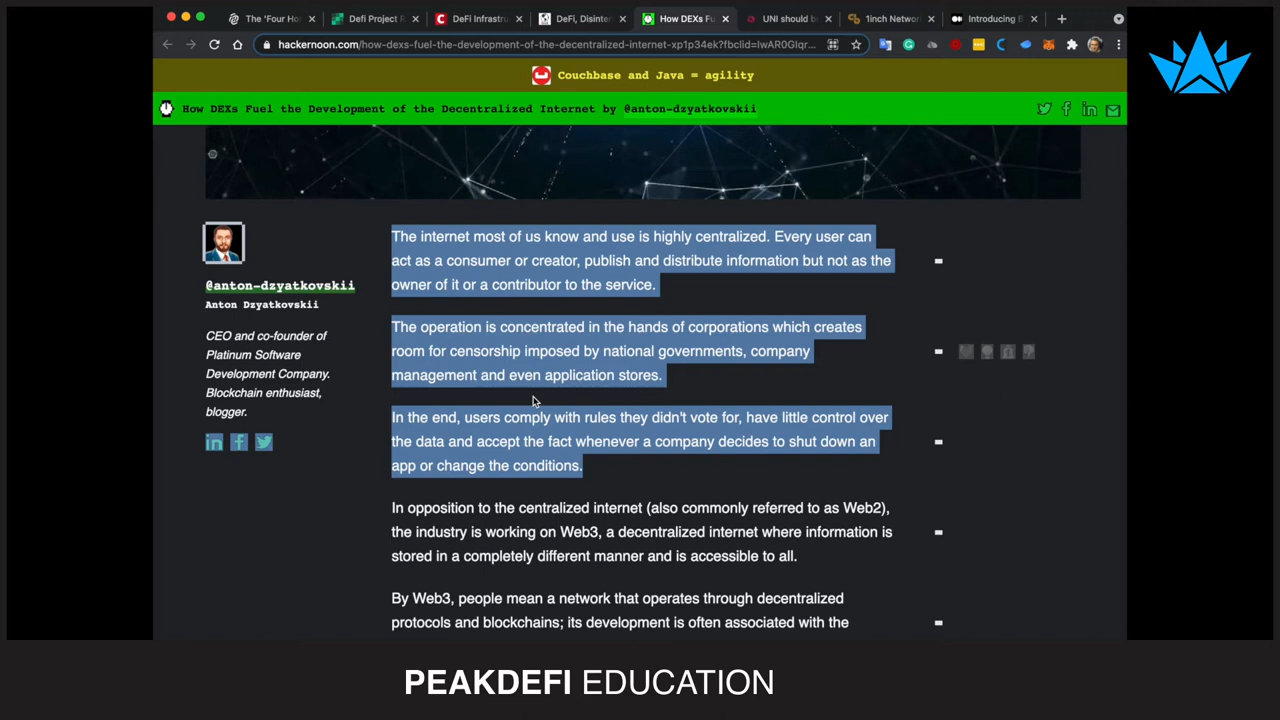 The 'Four Ho
Defi Project R
DeFi Infrastru
DeFi, Disinter
How DEXs Fu
UNI should b
1inch Networ
Introducing B
hackernoon.com/how-dexs-fuel-the-development-of-the-decentralized-internet-xp1p34ek?fbclid=IwAR0GIqr...
Couchbase and Java = agility
How DEXs Fuel the Development of the Decentralized Internet by @anton-dzyatkovskii
@anton-dzyatkovskii
Anton Dzyatkovskii
CEO and co-founder of
Platinum Software
Development Company.
Blockchain enthusiast,
blogger.
The internet most of us know and use is highly centralized. Every user can
act as a consumer or creator, publish and distribute information but not as the
owner of it or a contributor to the service.
The operation is concentrated in the hands of corporations which creates
room for censorship imposed by national governments, company
management and even application stores.
In the end, users comply with rules they didn't vote for, have little control over
the data and accept the fact whenever a company decides to shut down an
app or change the conditions.
In opposition to the centralized internet (also commonly referred to as Web2),
the industry is working on Web3, a decentralized internet where information is
stored in a completely different manner and is accessible to all.
By Web3, people mean a network that operates through decentralized
protocols and blockchains; its development is often associated with the
PEAKDEFI EDUCATION